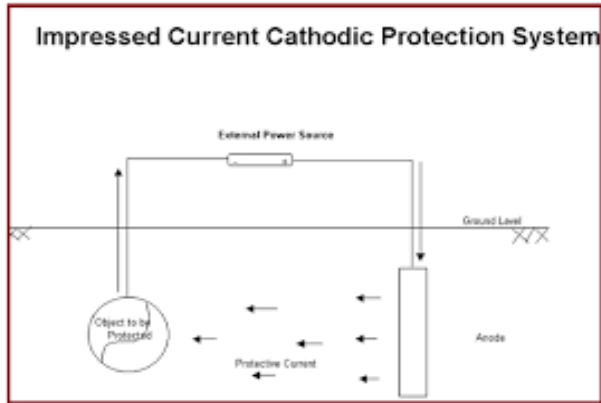 Impressed Current Cathodic Protection System
External Power Source
- +
Ground Level
Object to be
Protected
Anode
Protective Current